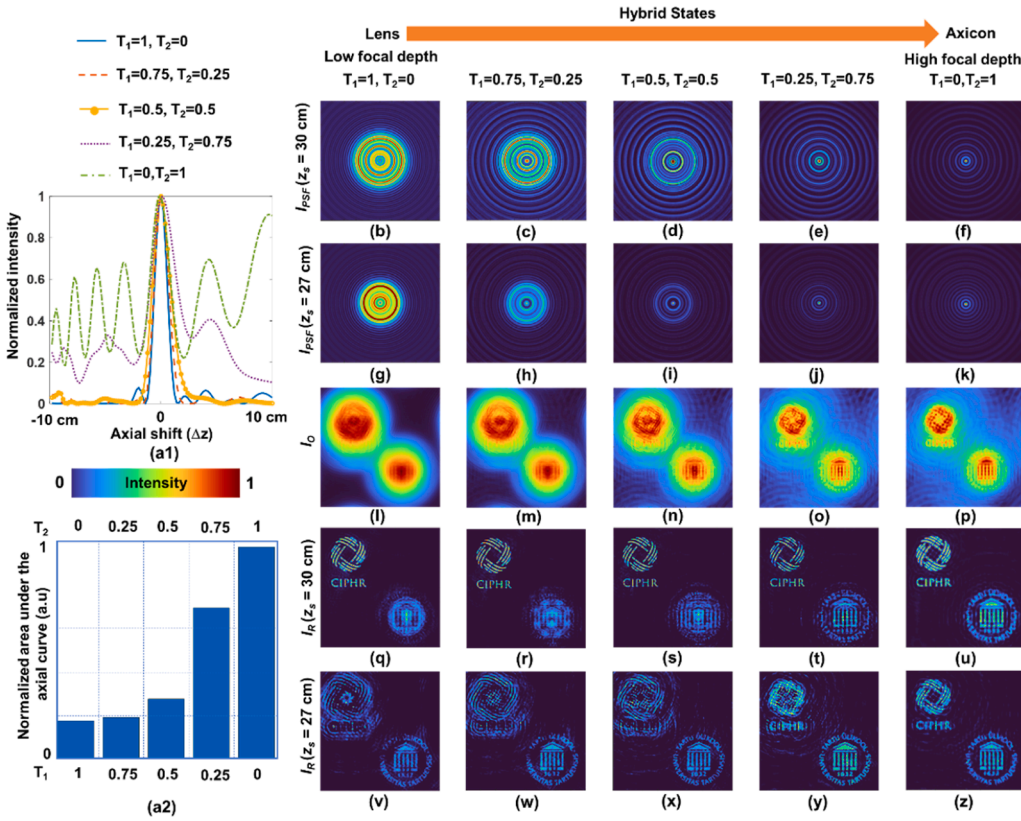 Hybrid States
Lens
Axicon
Low focal depth
High focal depth
T1=1, T2=0
T1=0.75, T2=0.25
T1=0.5, T2=0.5
T1=0.25, T2=0.75
T1=0,T2=1
T1=1, T2=0
T1=0.75, T2=0.25
T1=0.5, T2=0.5
T1=0.25, T2=0.75
T1=0,T2=1
Normalized intensity
1
0.8
0.6
0.4
0.2
0
-10 cm
0
10 cm
Axial shift (Δz)
(a1)
0
Intensity
1
T2
0
0.25
0.5
0.75
1
Normalized area under the
axial curve (a.u)
1
0
T1
1
0.75
0.5
0.25
0
(a2)
IPSF (zs = 30 cm)
(b)
(c)
(d)
(e)
(f)
IPSF (zs = 27 cm)
(g)
(h)
(i)
(j)
(k)
IO
(l)
(m)
(n)
(o)
(p)
IR (zs = 30 cm)
CIPHR
CIPHR
CIPHR
CIPHR
CIPHR
(q)
(r)
(s)
(t)
(u)
IR (zs = 27 cm)
CIPHR
CIPHR
1632
1632
1632
1632
1632
(v)
(w)
(x)
(y)
(z)